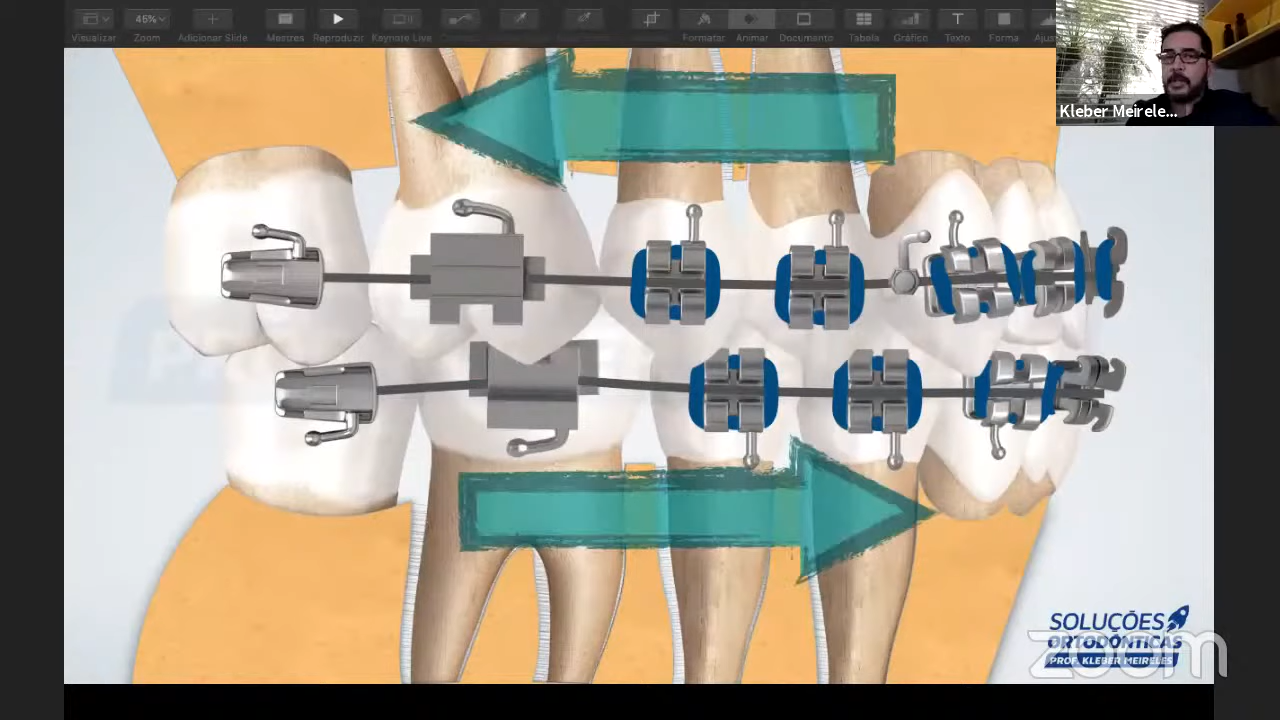 45%
Visualizar
Zoom
Adicionar Slide
Mestres
Reproduzir
Keynote Live
Formatar
Animar
Documento
Tabela
Gráfico
Texto
Forma
Kleber Meirele...
SOLUÇÕES
ORTODÔNTICAS
PROF. KLEBER MEIRELES
zoom